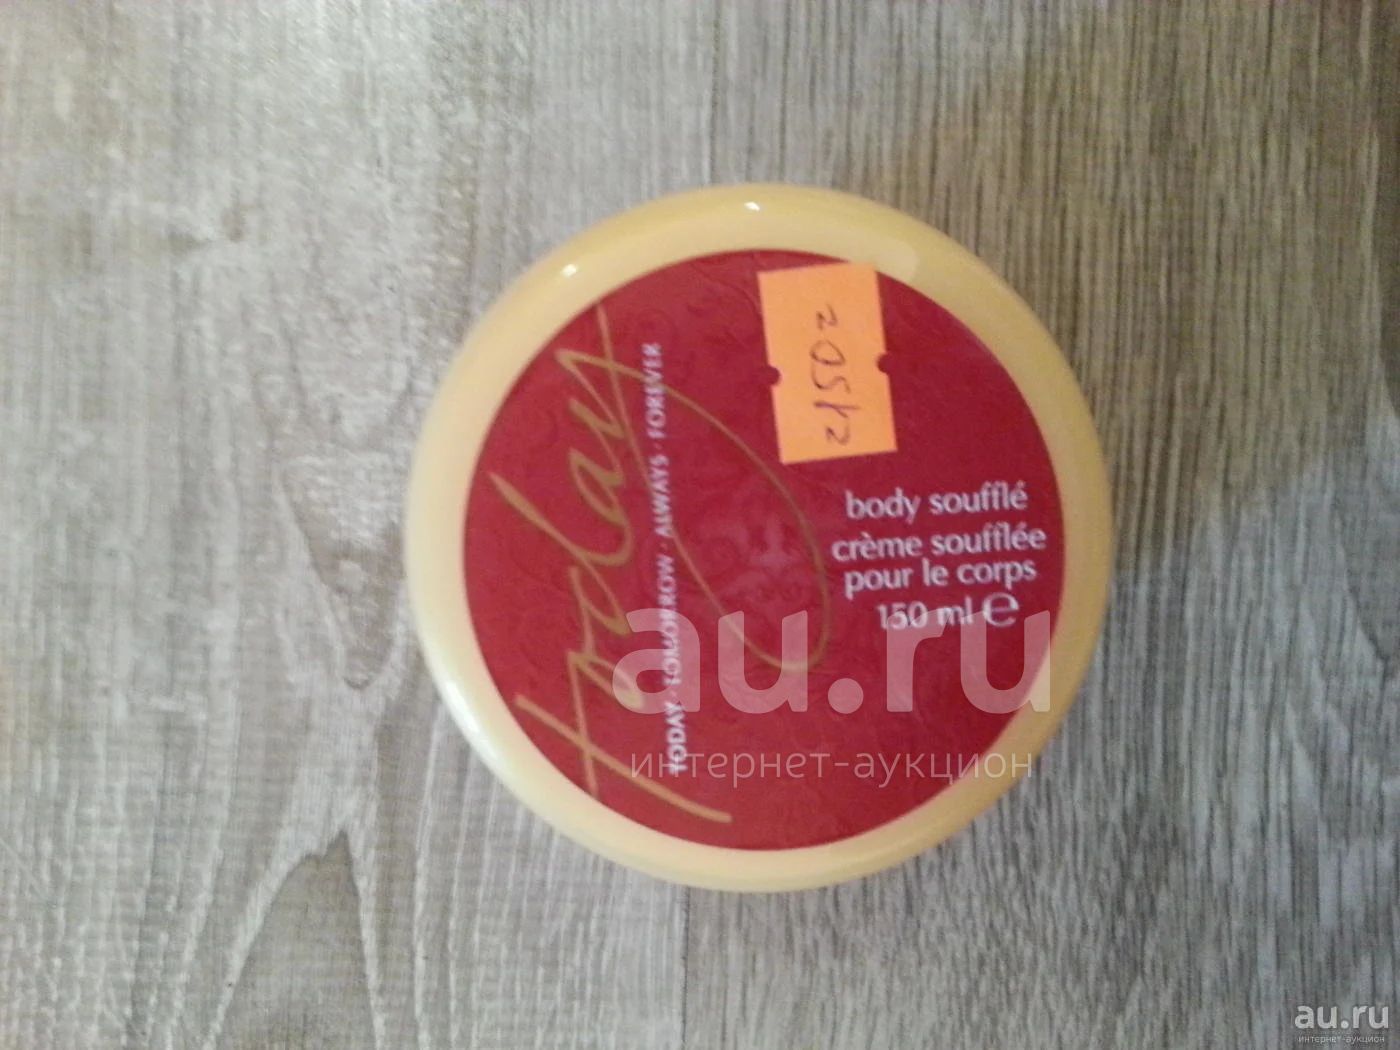 Today
TODAY · TOMORROW · ALWAYS · FOREVER
body soufflé
crème soufflée
pour le corps
150 ml e
au.ru
интернет-аукцион
au.ru
интернет-аукцион